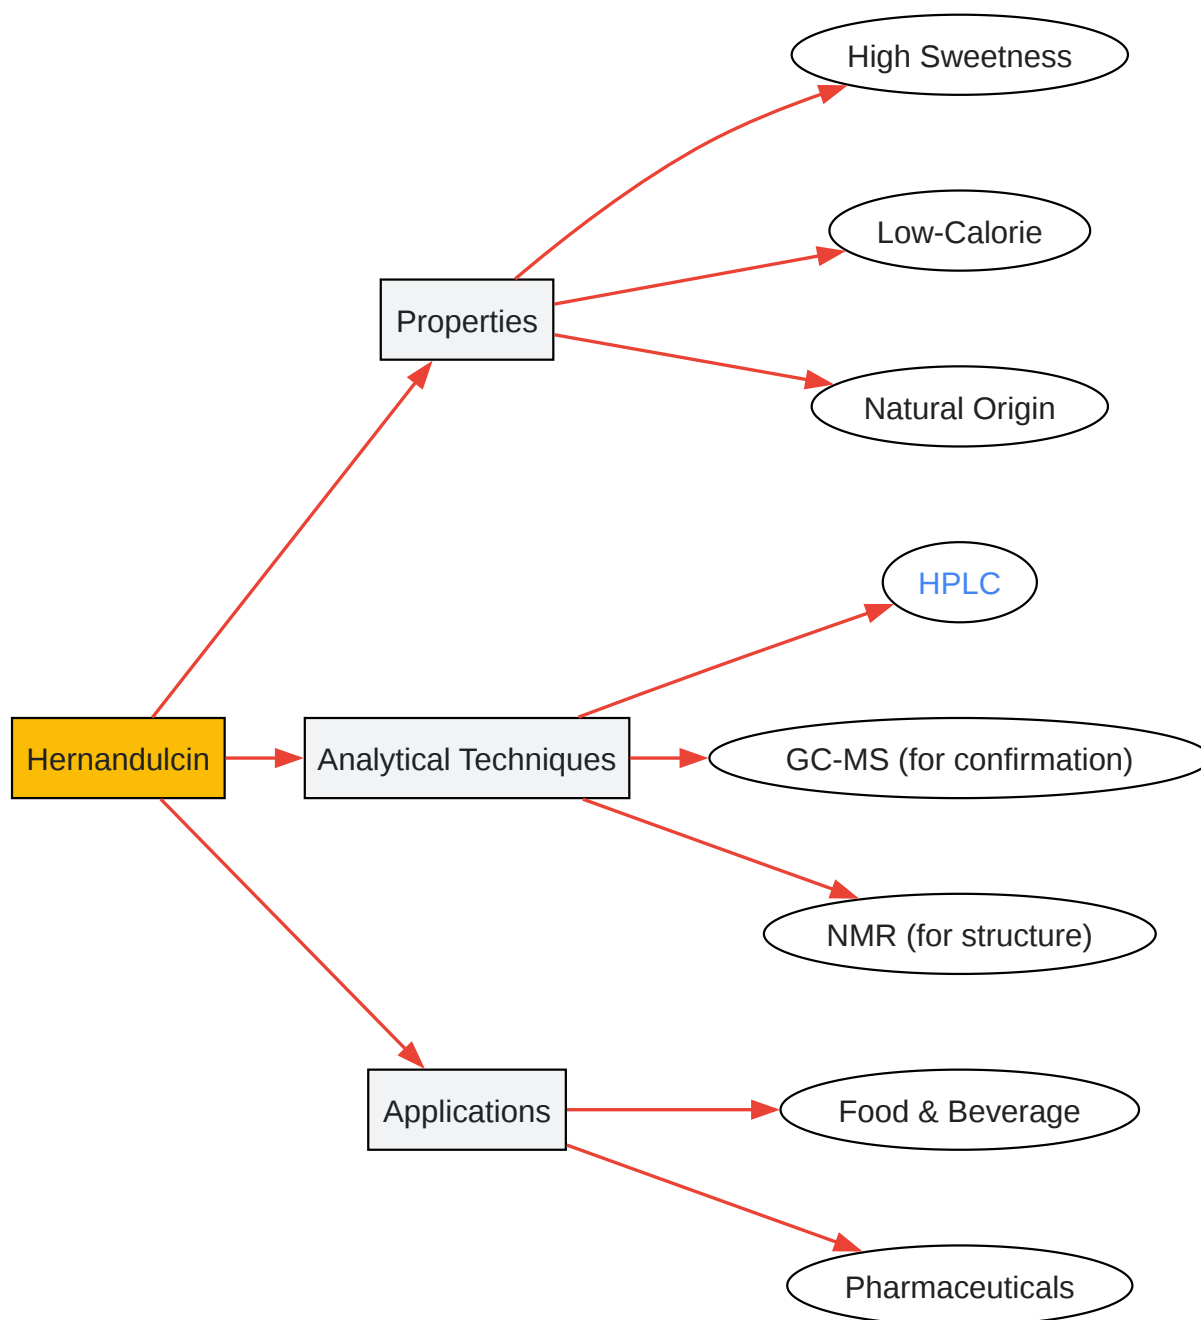 High Sweetness
Low-Calorie
Properties
Natural Origin
HPLC
Hernandulcin
Analytical Techniques
GC-MS (for confirmation)
NMR (for structure)
Applications
Food & Beverage
Pharmaceuticals